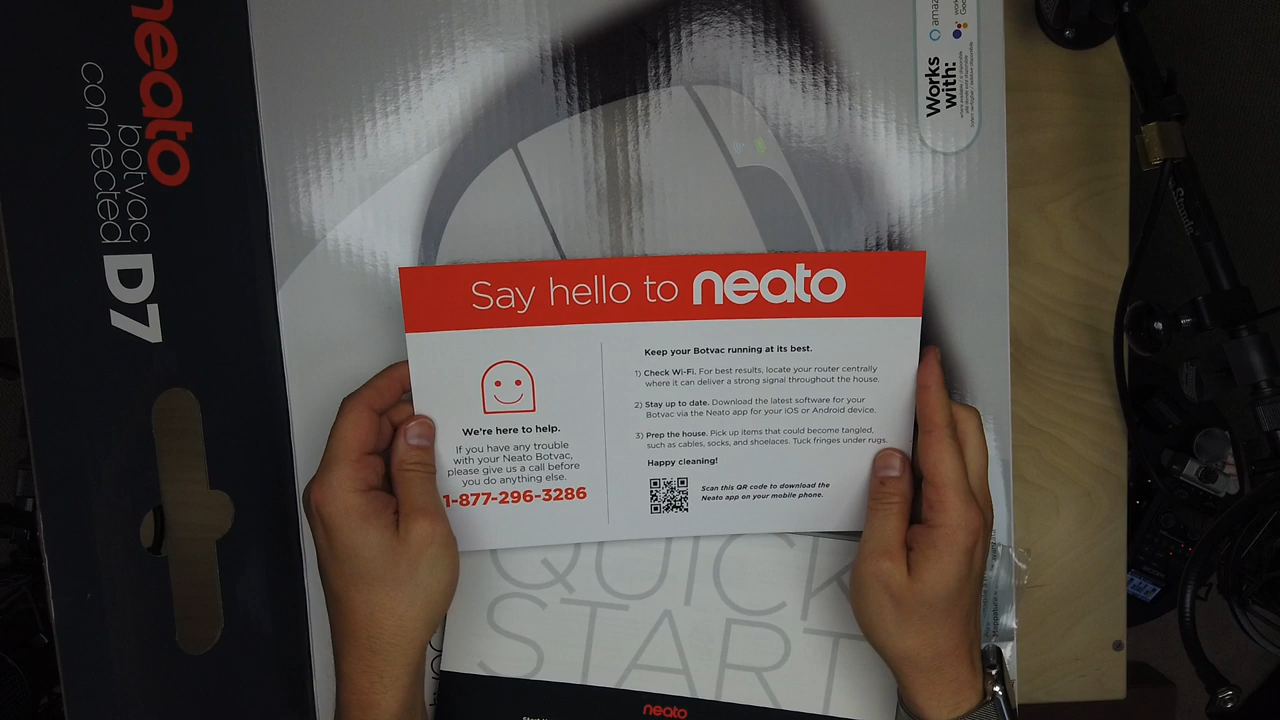 neato
botvac
connected D7
Works
with:
Say hello to neato
We're here to help.
If you have any trouble
with your Neato Botvac,
please give us a call before
you do anything else.
1-877-296-3286
Keep your Botvac running at its best.
1) Check Wi-Fi. For best results, locate your router centrally
where it can deliver a strong signal throughout the house.
2) Stay up to date. Download the latest software for your
Botvac via the Neato app for your iOS or Android device.
3) Prep the house. Pick up items that could become tangled,
such as cables, socks, and shoelaces. Tuck fringes under rugs.
Happy cleaning!
Scan this QR code to download the
Neato app on your mobile phone.
QUICK
START
neato